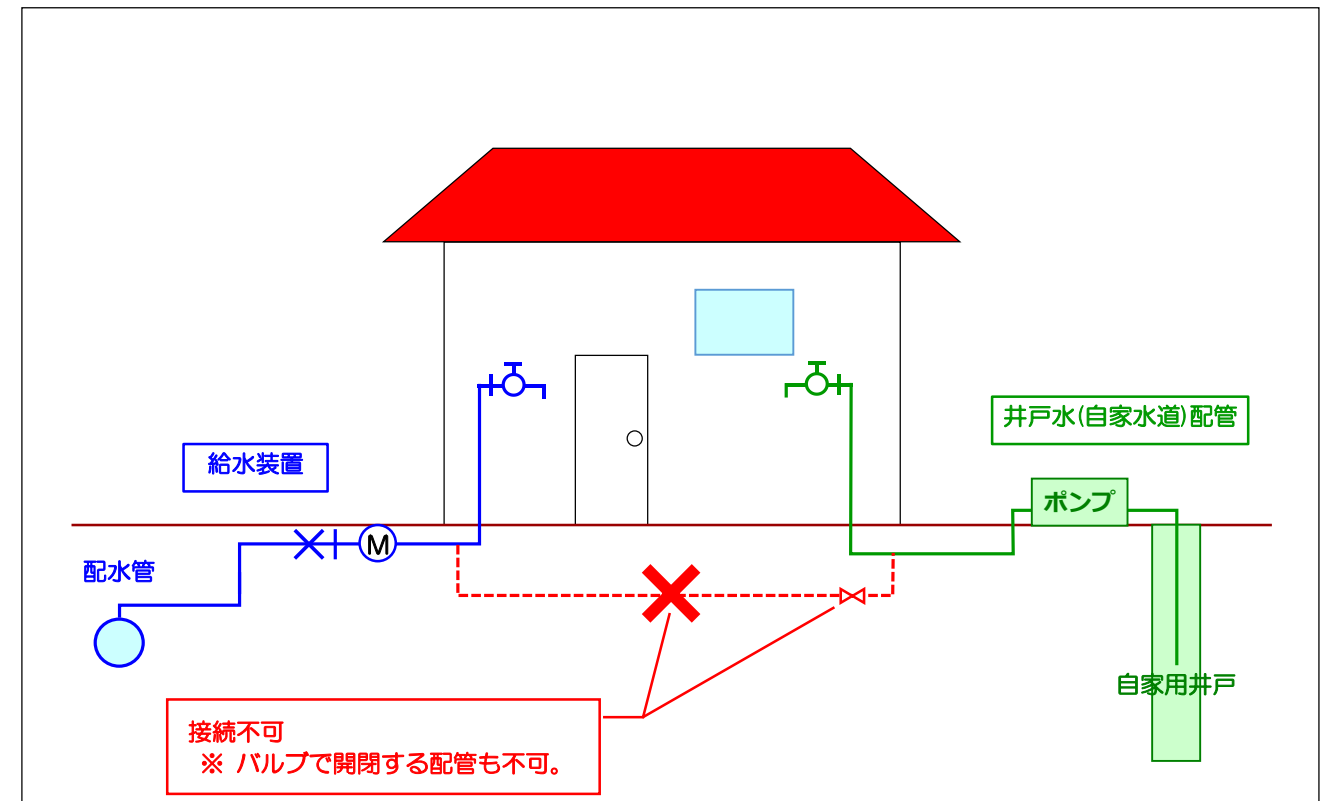 井戸水(自家水道)配管
給水装置
ポンプ
M
配水管
自家用井戸
接続不可
※ バルブで開閉する配管も不可。